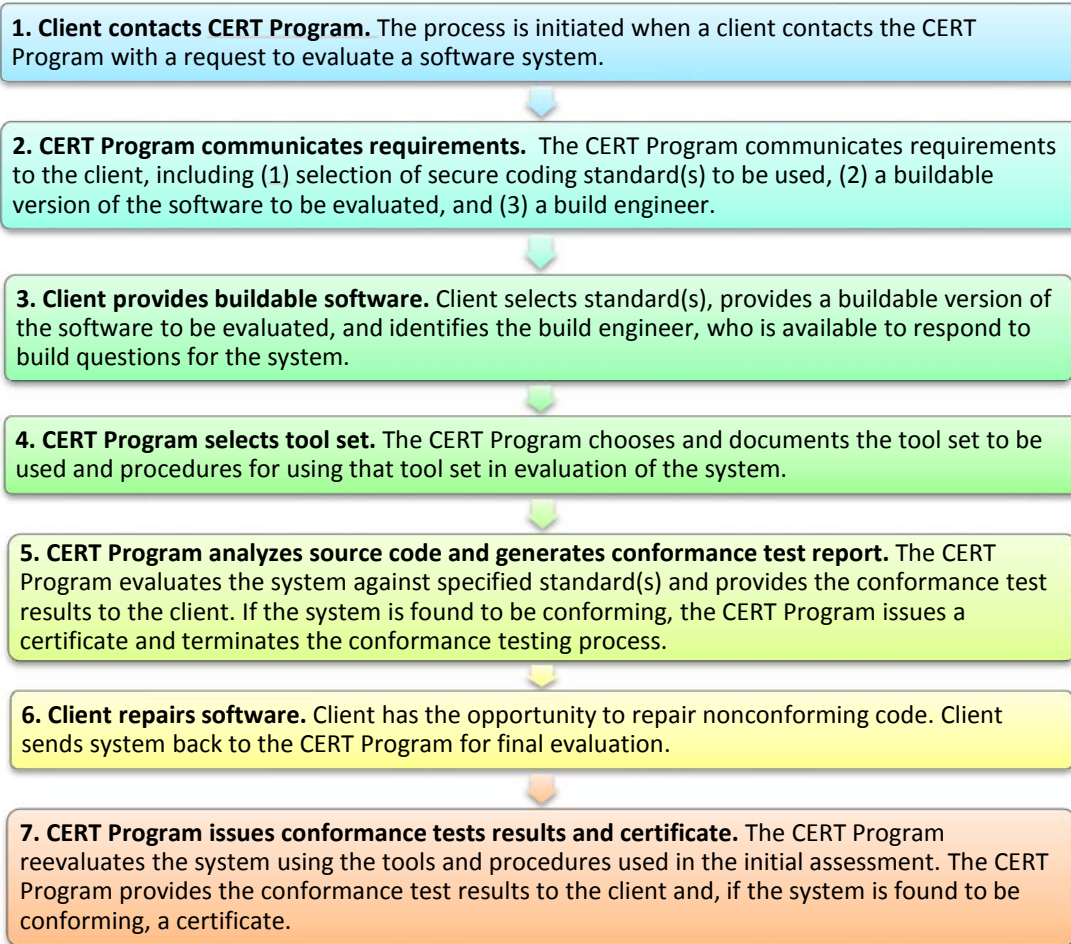 1. Client contacts CERT Program. The process is initiated when a client contacts the CERT
Program with a request to evaluate a software system.
2. CERT Program communicates requirements. The CERT Program communicates requirements
to the client, including (1) selection of secure coding standard(s) to be used, (2) a buildable
version of the software to be evaluated, and (3) a build engineer.
3. Client provides buildable software. Client selects standard(s), provides a buildable version of
the software to be evaluated, and identifies the build engineer, who is available to respond to
build questions for the system.
4. CERT Program selects tool set. The CERT Program chooses and documents the tool set to be
used and procedures for using that tool set in evaluation of the system.
5. CERT Program analyzes source code and generates conformance test report. The CERT
Program evaluates the system against specified standard(s) and provides the conformance test
results to the client. If the system is found to be conforming, the CERT Program issues a
certificate and terminates the conformance testing process.
6. Client repairs software. Client has the opportunity to repair nonconforming code. Client
sends system back to the CERT Program for final evaluation.
7. CERT Program issues conformance tests results and certificate. The CERT Program
reevaluates the system using the tools and procedures used in the initial assessment. The CERT
Program provides the conformance test results to the client and, if the system is found to be
conforming, a certificate.